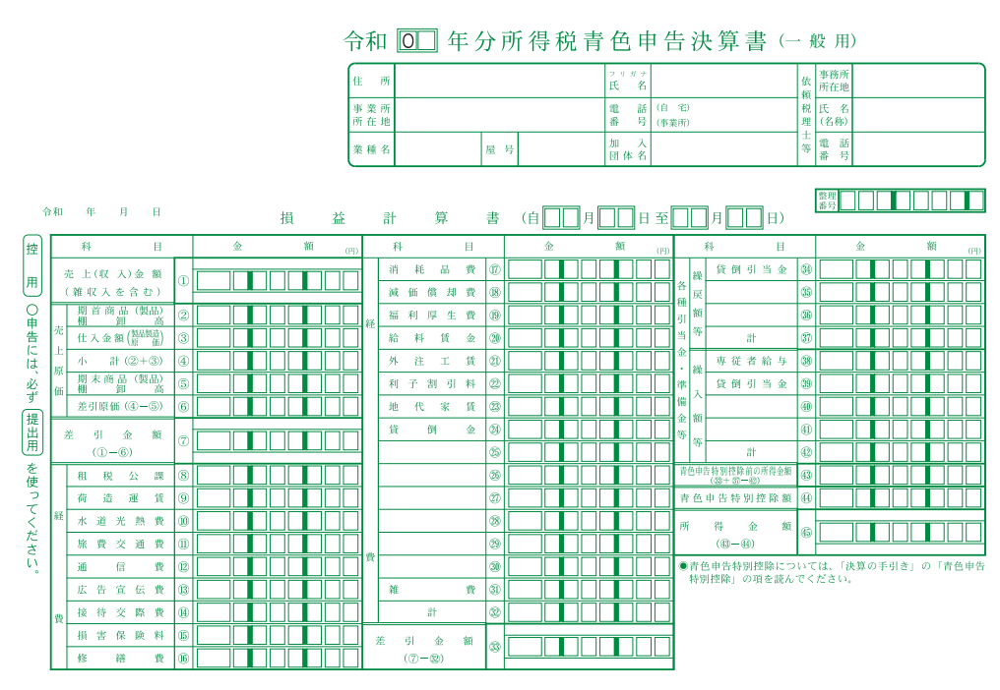 令和 0 年分所得税青色申告決算書（一般用）
住所
フリガナ
氏名
事業所所在地
電話番号
（自宅）
（事業所）
業種名
屋号
加入団体名
依頼税理士等
事務所所在地
氏名（名称）
電話番号
整理番号
令和 年 月 日
損益計算書（自 月 日 至 月 日）
控用
○申告には、必ず提出用を使ってください。
科目 金額（円）
売上（収入）金額（雑収入を含む） ①
売上原価
期首商品（製品）棚卸高 ②
仕入金額（製品製造原価） ③
小計（②＋③） ④
期末商品（製品）棚卸高 ⑤
差引原価（④－⑤） ⑥
差引金額（①－⑥） ⑦
経費
租税公課 ⑧
荷造運賃 ⑨
水道光熱費 ⑩
旅費交通費 ⑪
通信費 ⑫
広告宣伝費 ⑬
接待交際費 ⑭
損害保険料 ⑮
修繕費 ⑯
科目 金額（円）
経費
消耗品費 ⑰
減価償却費 ⑱
福利厚生費 ⑲
給料賃金 ⑳
外注工賃 ㉑
利子割引料 ㉒
地代家賃 ㉓
貸倒金 ㉔
㉕
㉖
㉗
㉘
㉙
㉚
雑費 ㉛
計 ㉜
差引金額（⑦－㉜） ㉝
科目 金額（円）
各種引当金・準備金等
繰戻額等
貸倒引当金 ㉞
㉟
㊱
計 ㊲
繰入額等
専従者給与 ㊳
貸倒引当金 ㊴
㊵
㊶
計 ㊷
青色申告特別控除前の所得金額（㉝＋㊲－㊷） ㊸
青色申告特別控除額 ㊹
所得金額（㊸－㊹） ㊺
●青色申告特別控除については、「決算の手引き」の「青色申告
特別控除」の項を読んでください。